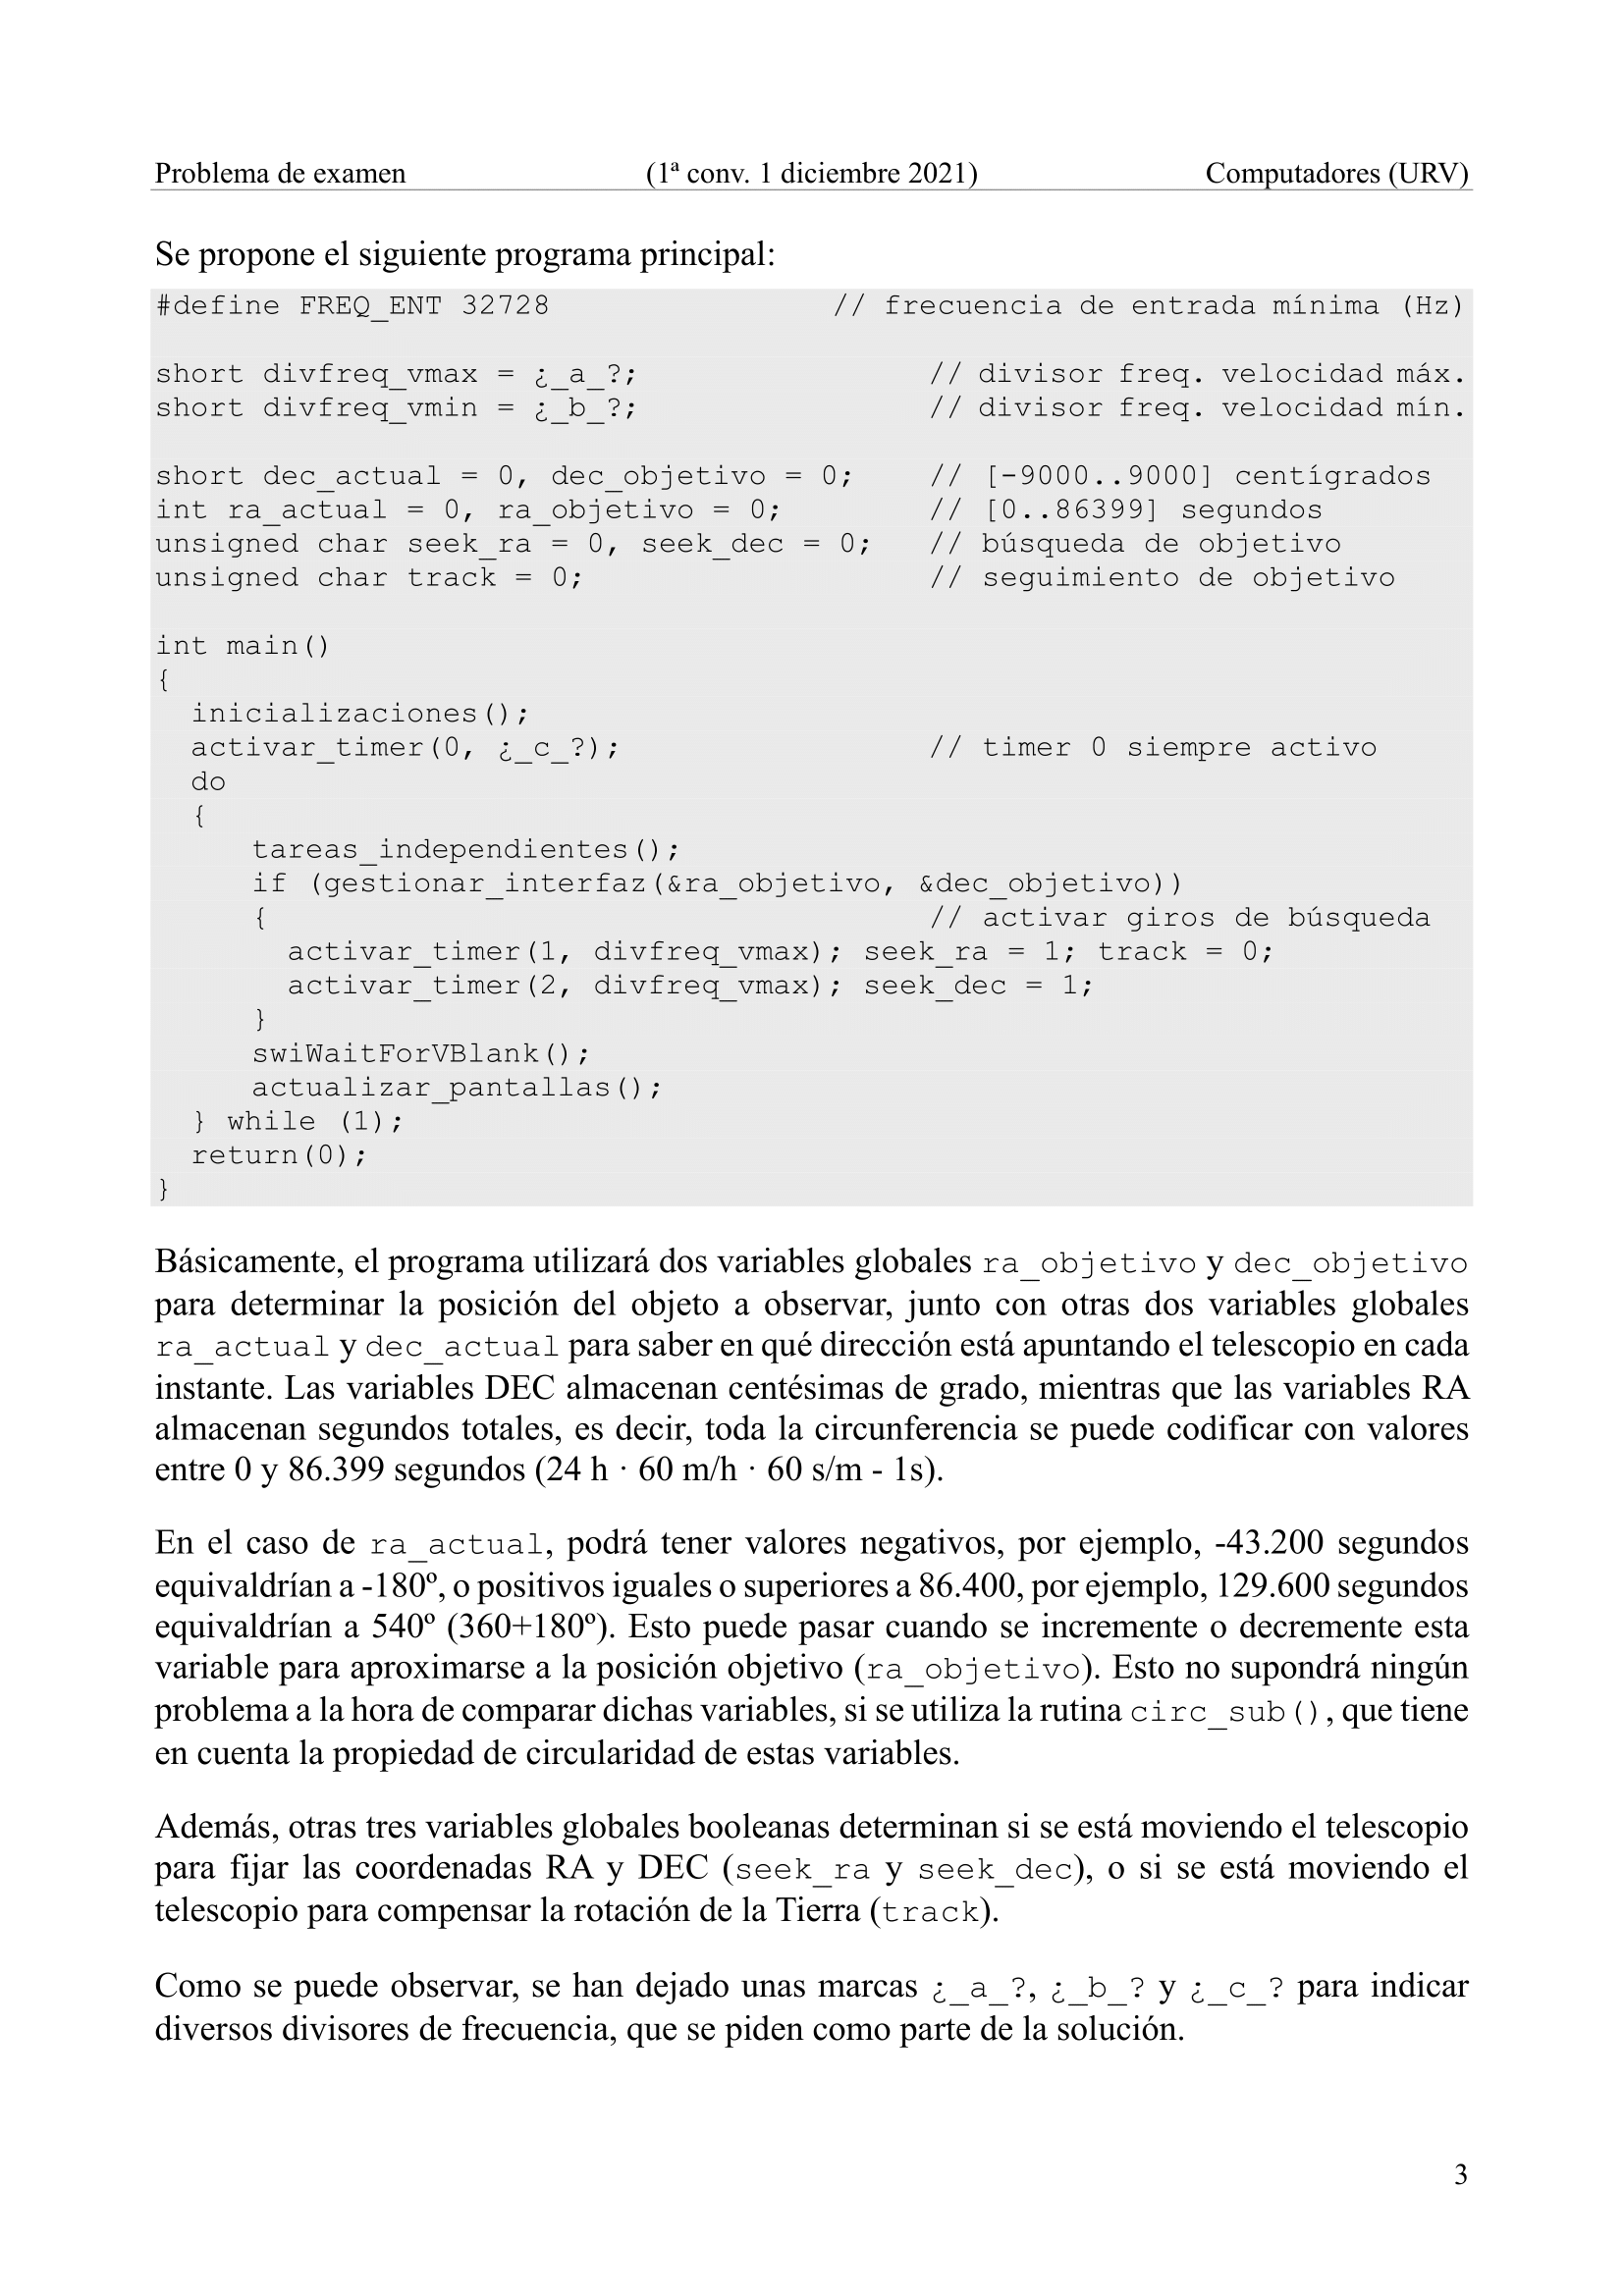 Problema de examen (1ª conv. 1 diciembre 2021) Computadores (URV)
Se propone el siguiente programa principal:
#define FREQ_ENT 32728 // frecuencia de entrada mínima (Hz)
short divfreq_vmax = ¿_a_?; // divisor freq. velocidad máx.
short divfreq_vmin = ¿_b_?; // divisor freq. velocidad mín.
short dec_actual = 0, dec_objetivo = 0; // [-9000..9000] centígrados
int ra_actual = 0, ra_objetivo = 0; // [0..86399] segundos
unsigned char seek_ra = 0, seek_dec = 0; // búsqueda de objetivo
unsigned char track = 0; // seguimiento de objetivo
int main()
{
inicializaciones();
activar_timer(0, ¿_c_?); // timer 0 siempre activo
do
{
tareas_independientes();
if (gestionar_interfaz(&ra_objetivo, &dec_objetivo))
{ // activar giros de búsqueda
activar_timer(1, divfreq_vmax); seek_ra = 1; track = 0;
activar_timer(2, divfreq_vmax); seek_dec = 1;
}
swiWaitForVBlank();
actualizar_pantallas();
} while (1);
return(0);
}
Básicamente, el programa utilizará dos variables globales ra_objetivo y dec_objetivo
para determinar la posición del objeto a observar, junto con otras dos variables globales
ra_actual y dec_actual para saber en qué dirección está apuntando el telescopio en cada
instante. Las variables DEC almacenan centésimas de grado, mientras que las variables RA
almacenan segundos totales, es decir, toda la circunferencia se puede codificar con valores
entre 0 y 86.399 segundos (24 h · 60 m/h · 60 s/m - 1s).
En el caso de ra_actual, podrá tener valores negativos, por ejemplo, -43.200 segundos
equivaldrían a -180º, o positivos iguales o superiores a 86.400, por ejemplo, 129.600 segundos
equivaldrían a 540º (360+180º). Esto puede pasar cuando se incremente o decremente esta
variable para aproximarse a la posición objetivo (ra_objetivo). Esto no supondrá ningún
problema a la hora de comparar dichas variables, si se utiliza la rutina circ_sub(), que tiene
en cuenta la propiedad de circularidad de estas variables.
Además, otras tres variables globales booleanas determinan si se está moviendo el telescopio
para fijar las coordenadas RA y DEC (seek_ra y seek_dec), o si se está moviendo el
telescopio para compensar la rotación de la Tierra (track).
Como se puede observar, se han dejado unas marcas ¿_a_?, ¿_b_? y ¿_c_? para indicar
diversos divisores de frecuencia, que se piden como parte de la solución.
3